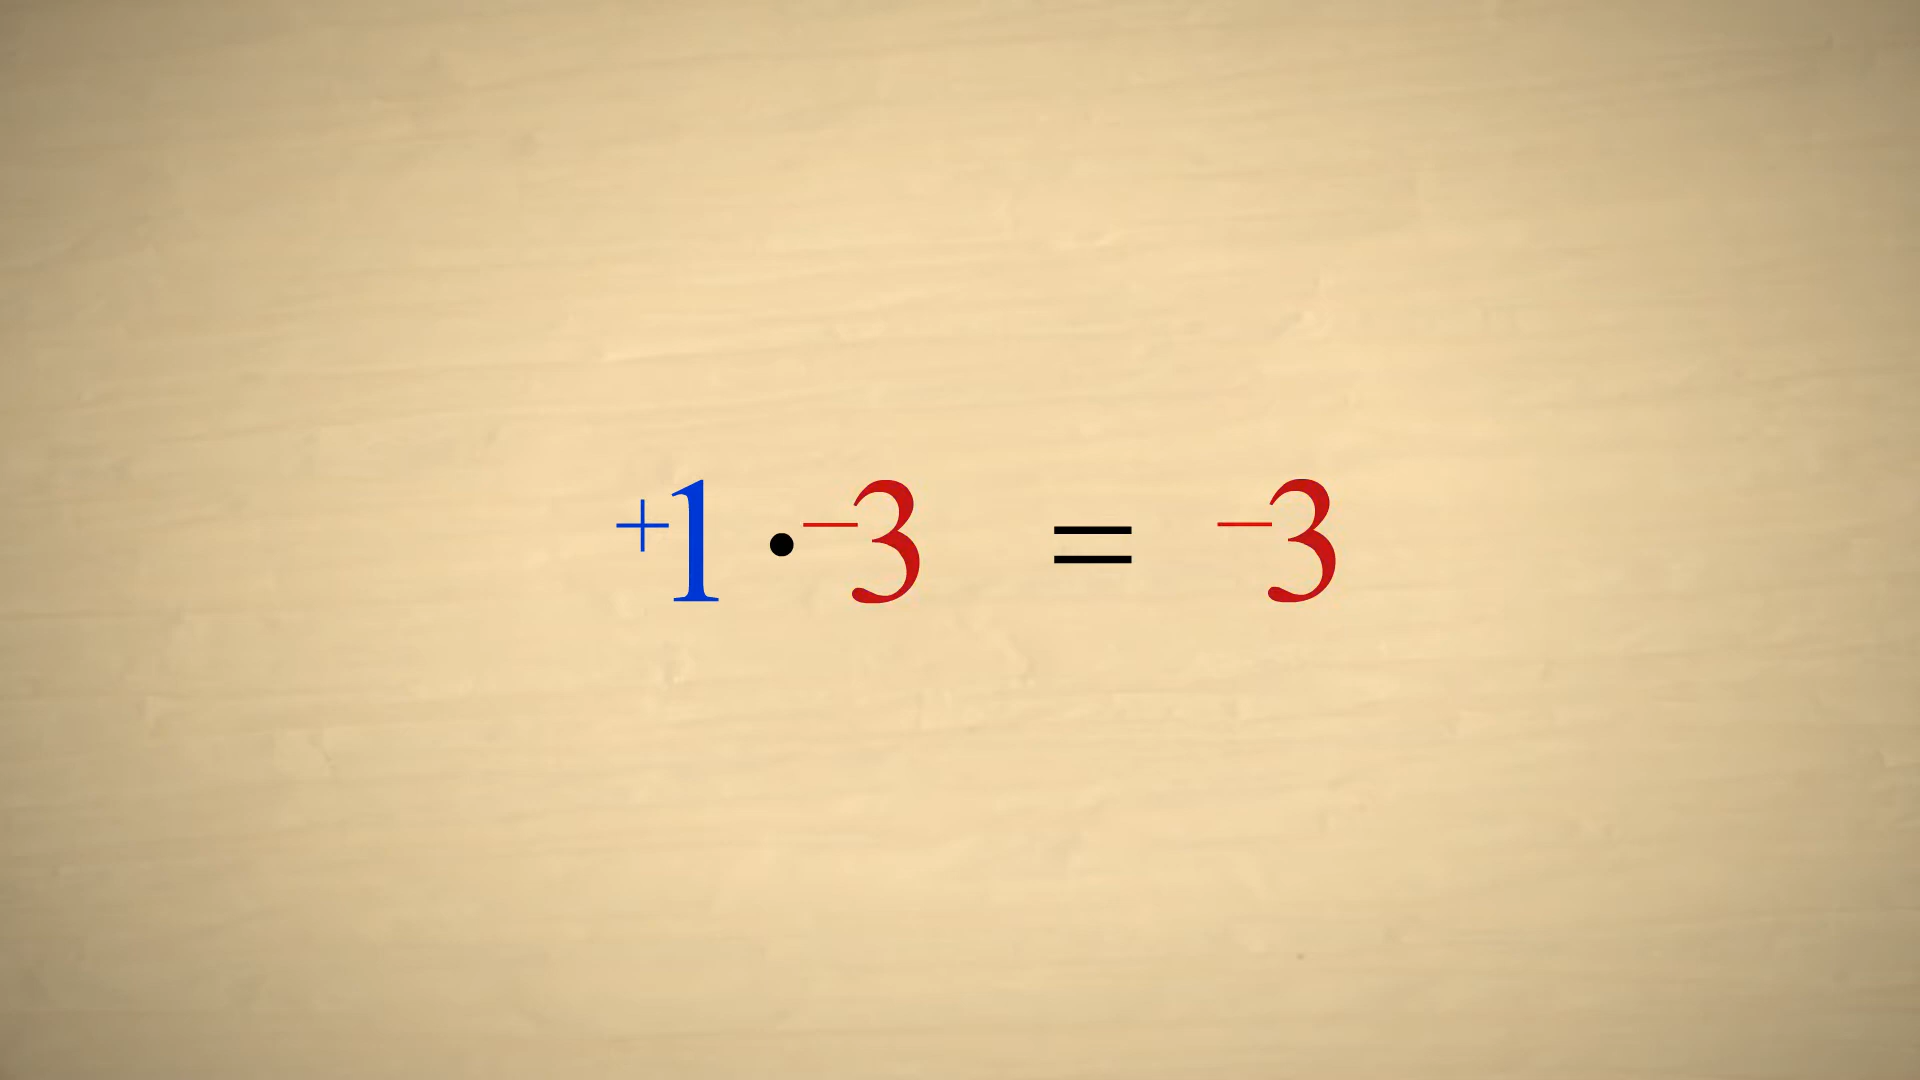 +1 · −3 = −3